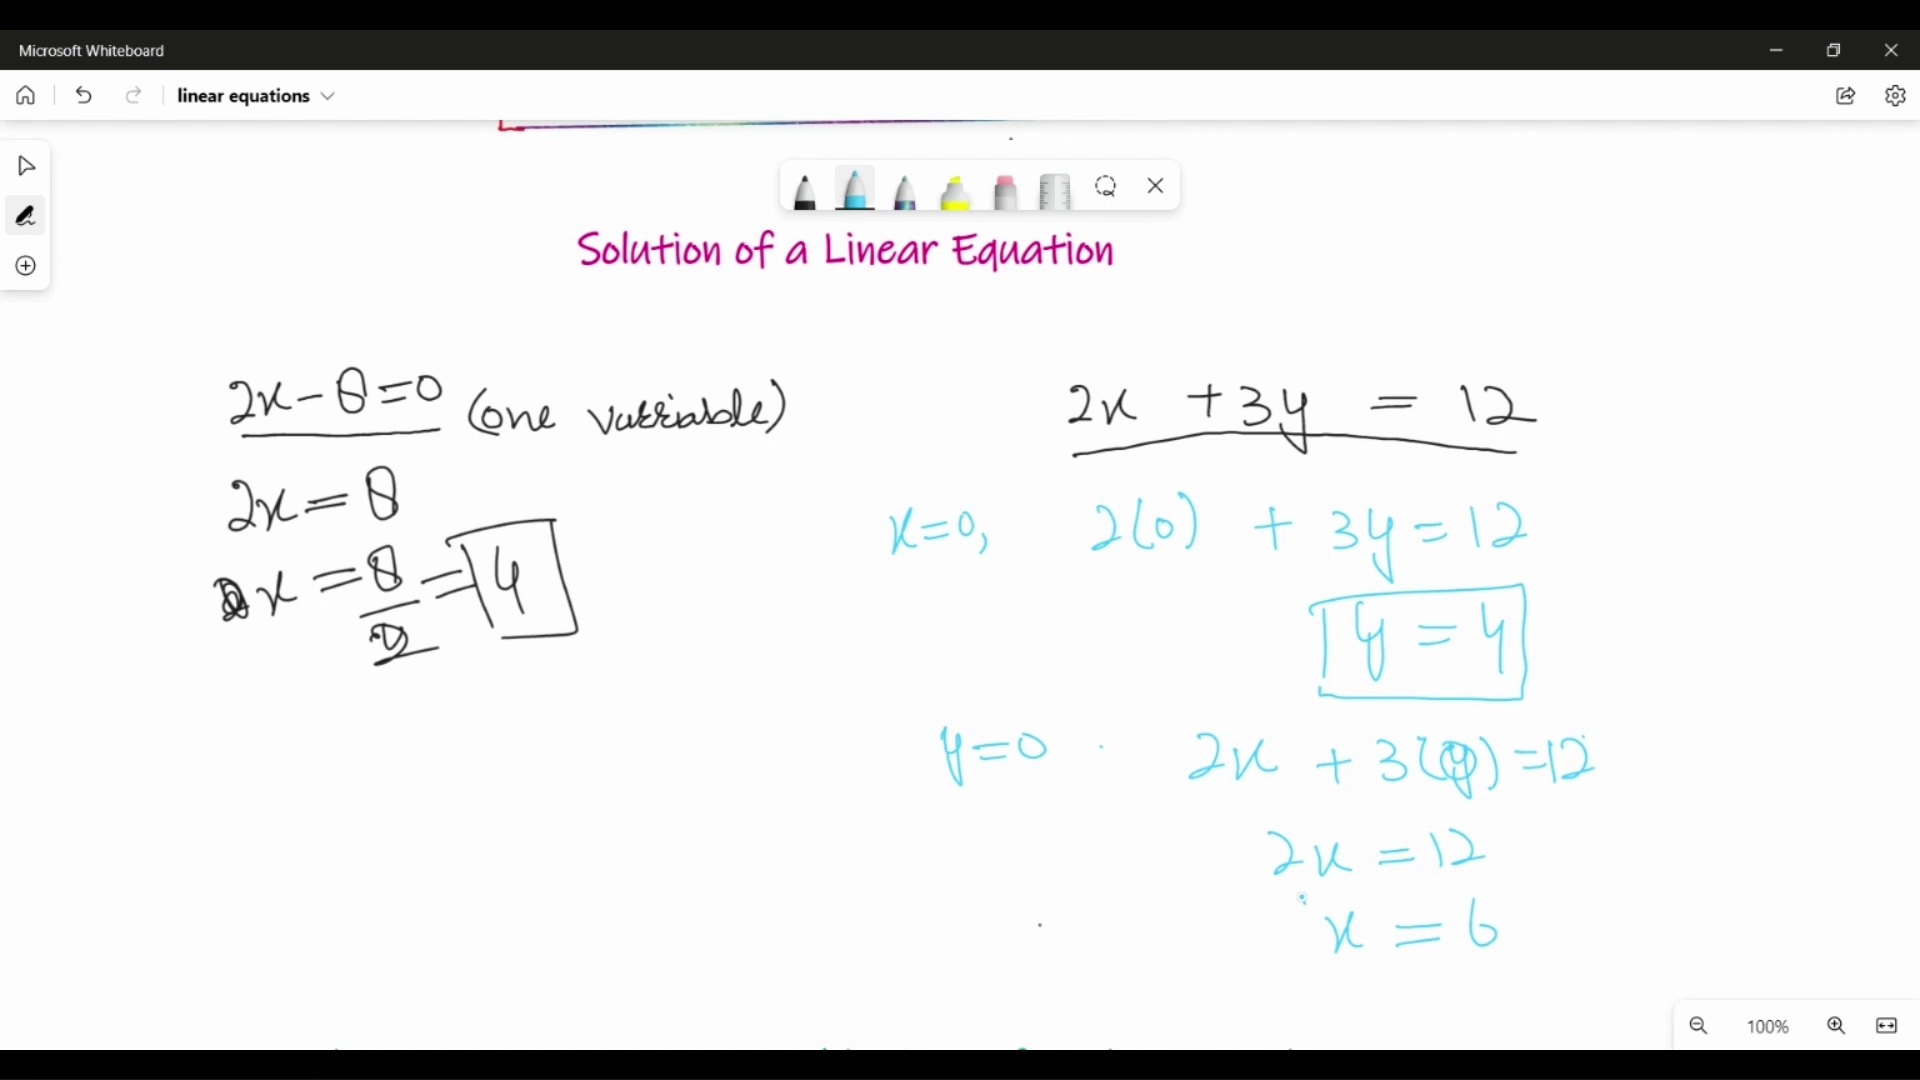 Microsoft Whiteboard
linear equations
Solution of a Linear Equation
2x - 8 = 0 (one variable)
2x = 8
x = 8/2 = 4
2x + 3y = 12
x = 0, 2(0) + 3y = 12
y = 4
y = 0 2x + 3(y) = 12
2x = 12
x = 6
100%